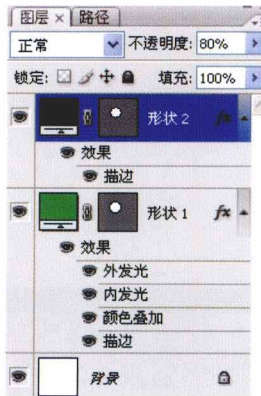 图层 × 路径
正常 不透明度: 80%
锁定: 填充: 100%
形状 2 fx
效果
描边
形状 1 fx
效果
外发光
内发光
颜色叠加
描边
背景